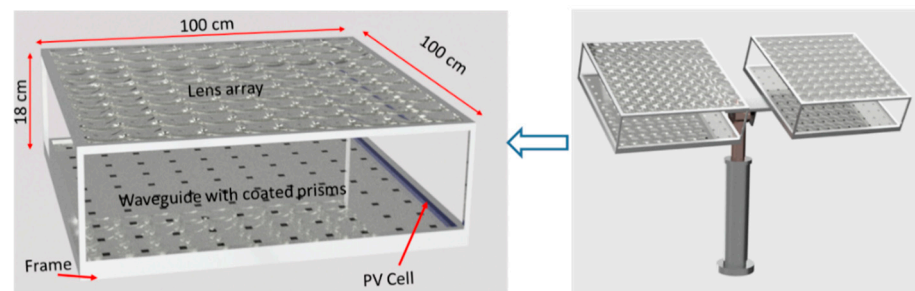 100 cm
100 cm
18 cm
Lens array
Waveguide with coated prisms
Frame
PV Cell